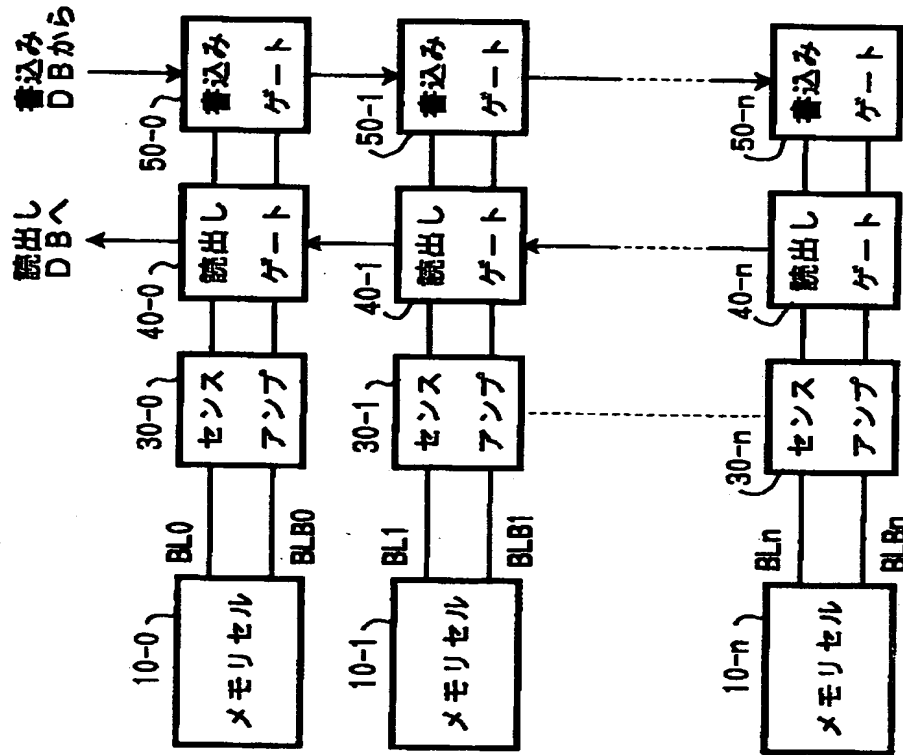 読出し
DBへ
書込み
DBから
10-0
メモリセル
BL0
BLB0
30-0
センス
アンプ
40-0
読出し
ゲート
50-0
書込み
ゲート
10-1
メモリセル
BL1
BLB1
30-1
センス
アンプ
40-1
読出し
ゲート
50-1
書込み
ゲート
10-n
メモリセル
BLn
BLBn
30-n
センス
アンプ
40-n
読出し
ゲート
50-n
書込み
ゲート